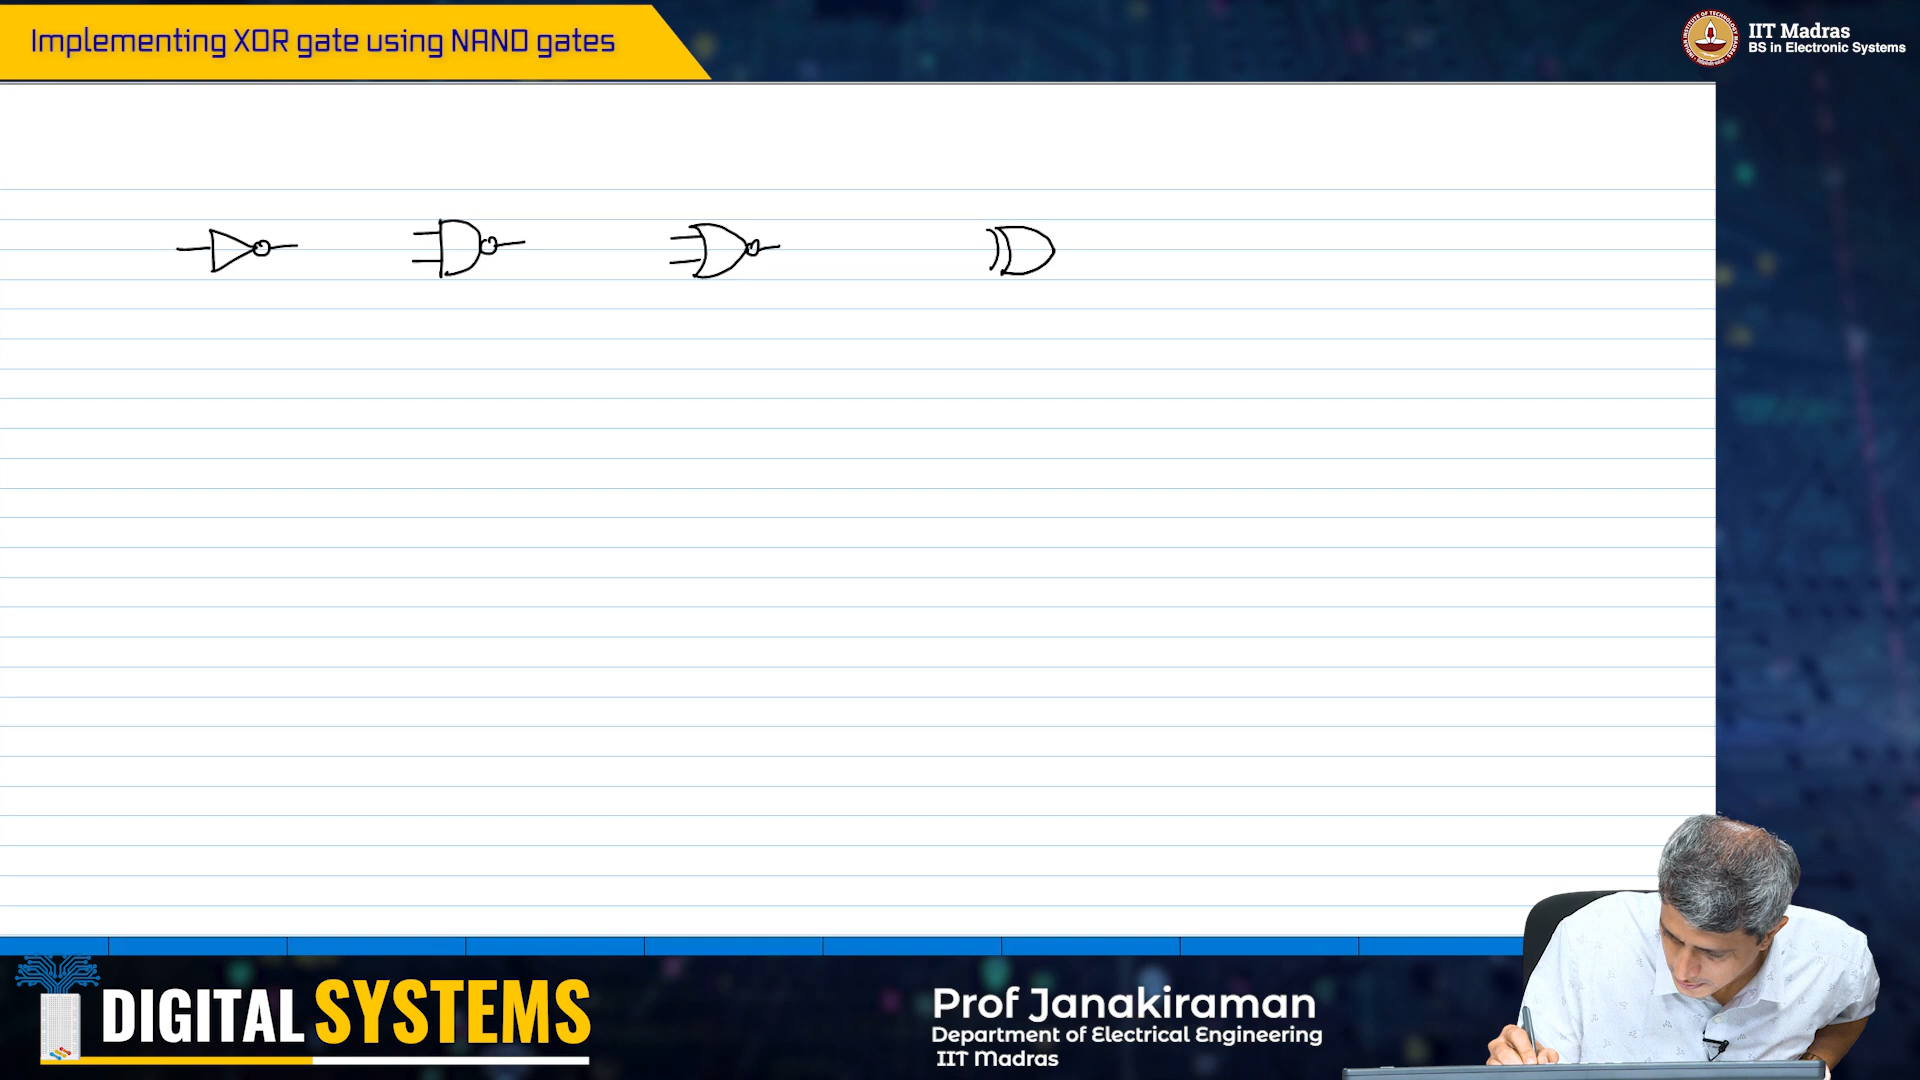 Implementing XOR gate using NAND gates
IIT Madras
BS in Electronic Systems
DIGITAL SYSTEMS
Prof Janakiraman
Department of Electrical Engineering
IIT Madras